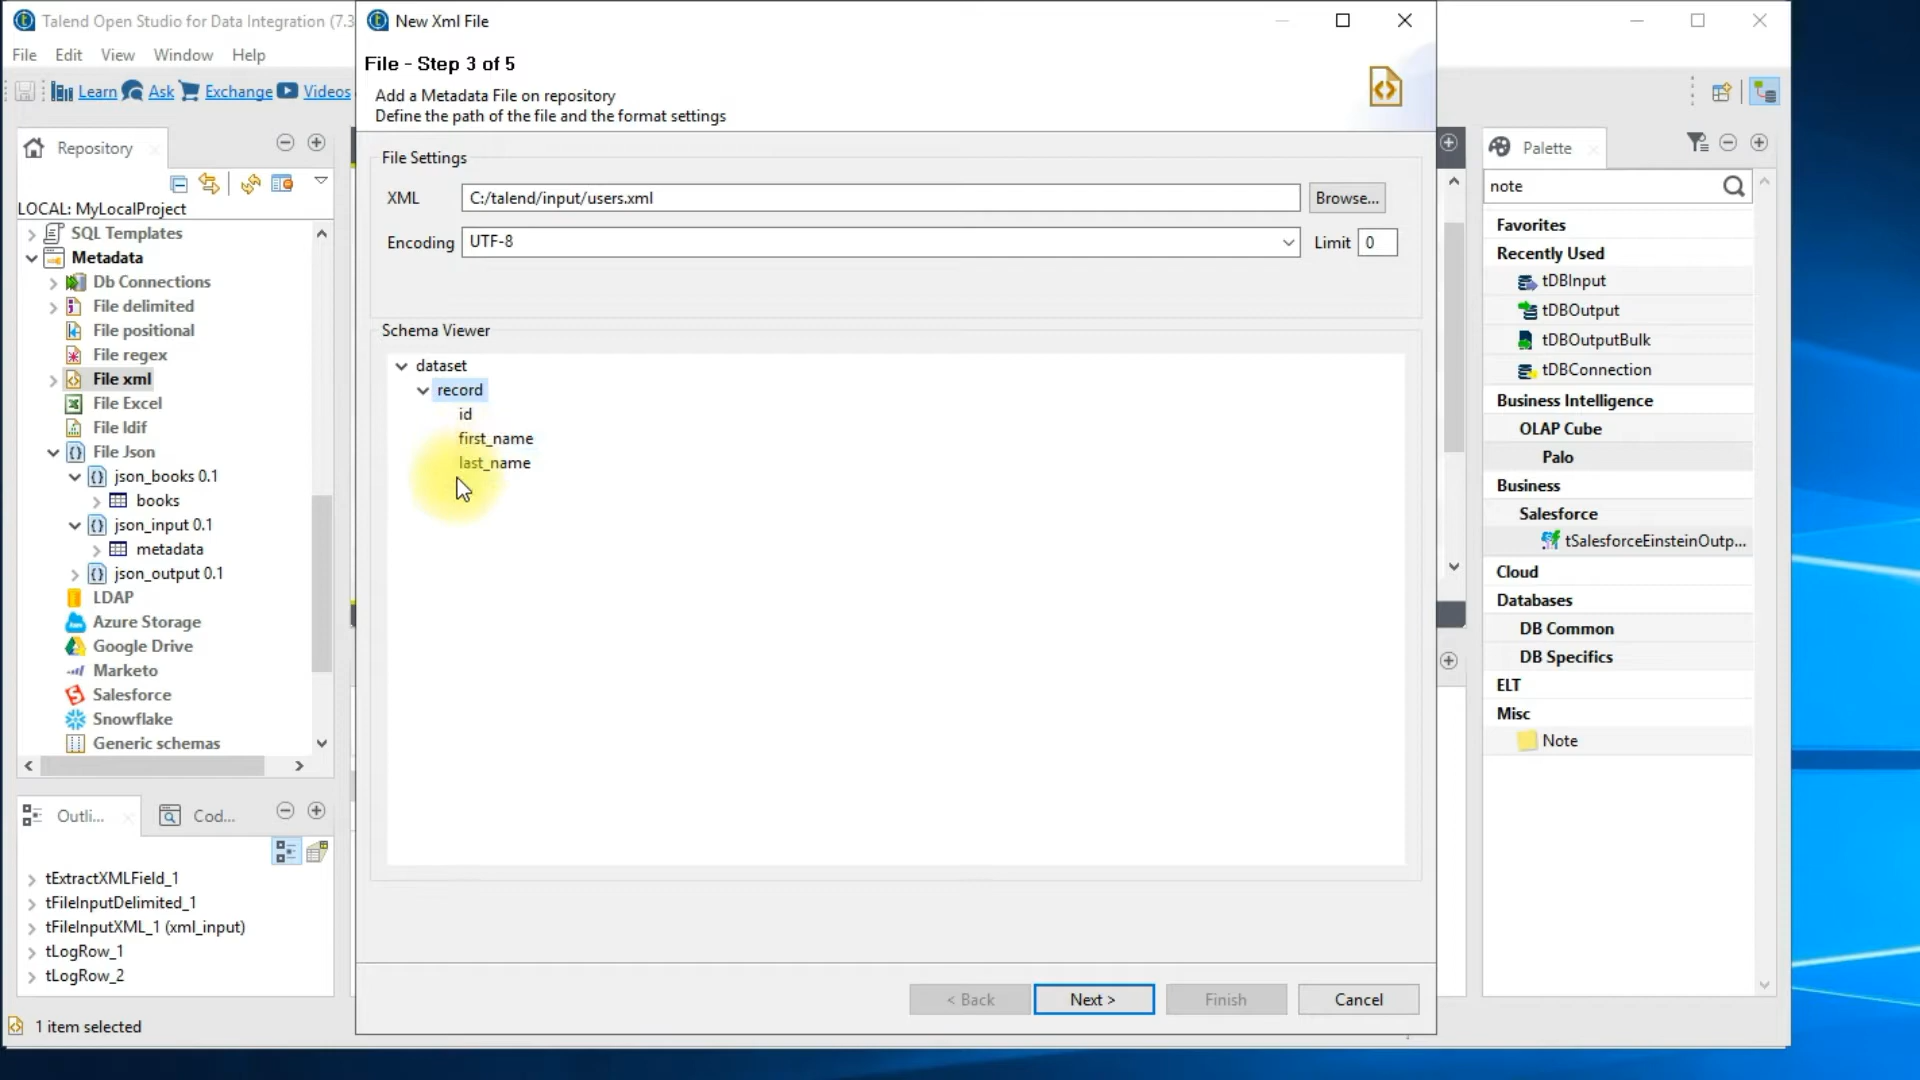 Talend Open Studio for Data Integration (7.3
New Xml File
File Edit View Window Help
Learn Ask Exchange Videos
File - Step 3 of 5
Add a Metadata File on repository
Define the path of the file and the format settings
Repository
LOCAL: MyLocalProject
SQL Templates
Metadata
Db Connections
File delimited
File positional
File regex
File xml
File Excel
File ldif
File Json
json_books 0.1
books
json_input 0.1
metadata
json_output 0.1
LDAP
Azure Storage
Google Drive
Marketo
Salesforce
Snowflake
Generic schemas
Outli...
Cod...
tExtractXMLField_1
tFileInputDelimited_1
tFileInputXML_1 (xml_input)
tLogRow_1
tLogRow_2
1 item selected
File Settings
XML C:/talend/input/users.xml Browse...
Encoding UTF-8 Limit 0
Schema Viewer
dataset
record
id
first_name
last_name
< Back Next > Finish Cancel
Palette
note
Favorites
Recently Used
tDBInput
tDBOutput
tDBOutputBulk
tDBConnection
Business Intelligence
OLAP Cube
Palo
Business
Salesforce
tSalesforceEinsteinOutp...
Cloud
Databases
DB Common
DB Specifics
ELT
Misc
Note